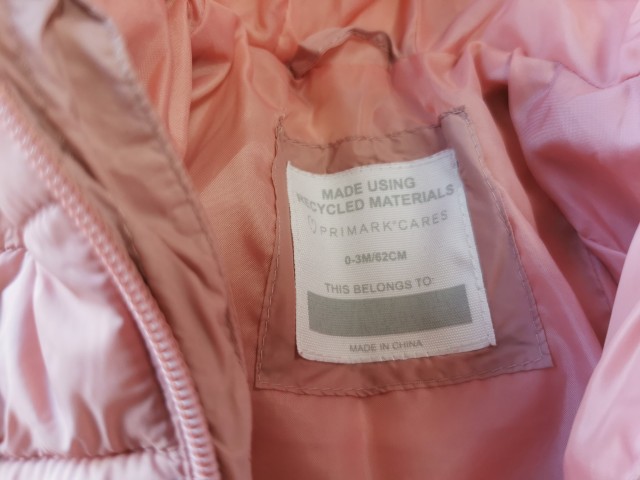 MADE USING
RECYCLED MATERIALS
PRIMARK®CARES
0-3M/62CM
THIS BELONGS TO:
MADE IN CHINA